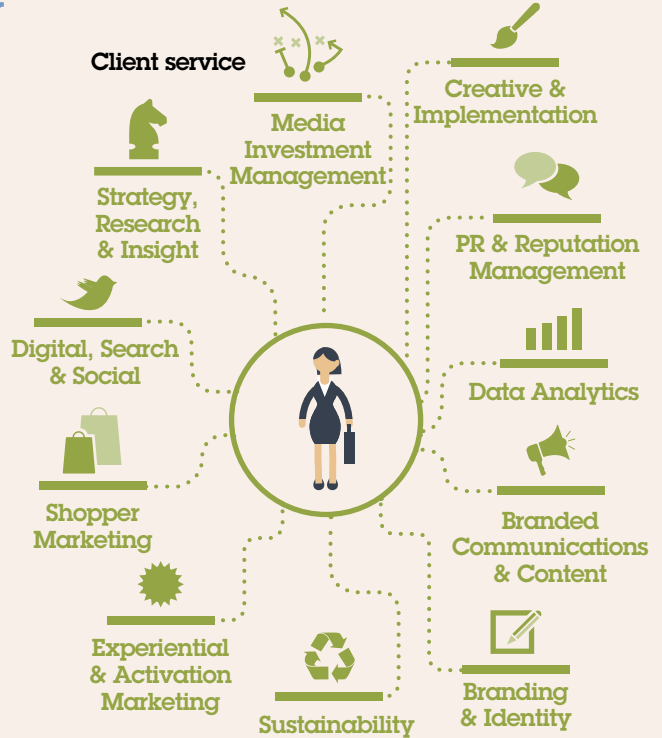 Client service
Media
Investment
Management
Creative &
Implementation
Strategy,
Research
& Insight
PR & Reputation
Management
Digital, Search
& Social
Data Analytics
Shopper
Marketing
Branded
Communications
& Content
Experiential
& Activation
Marketing
Sustainability
Branding
& Identity